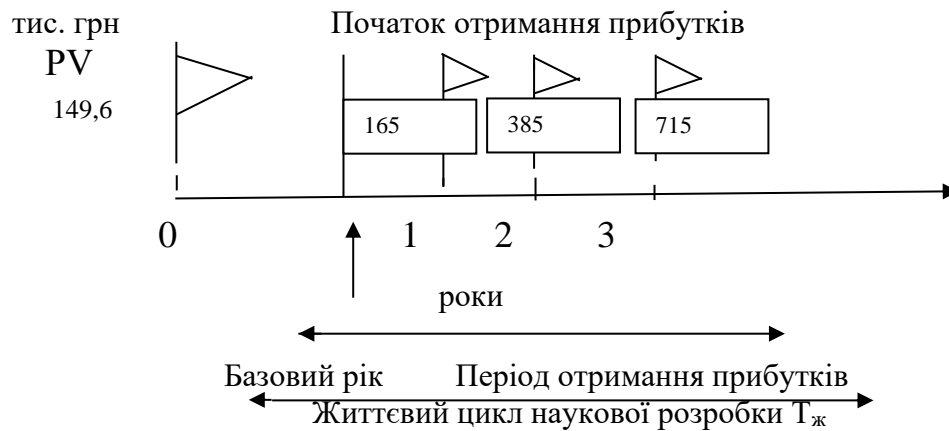 тис. грн Початок отримання прибутків
PV
149,6
165 385 715
0 1 2 3
роки
Базовий рік Період отримання прибутків
Життєвий цикл наукової розробки Тж